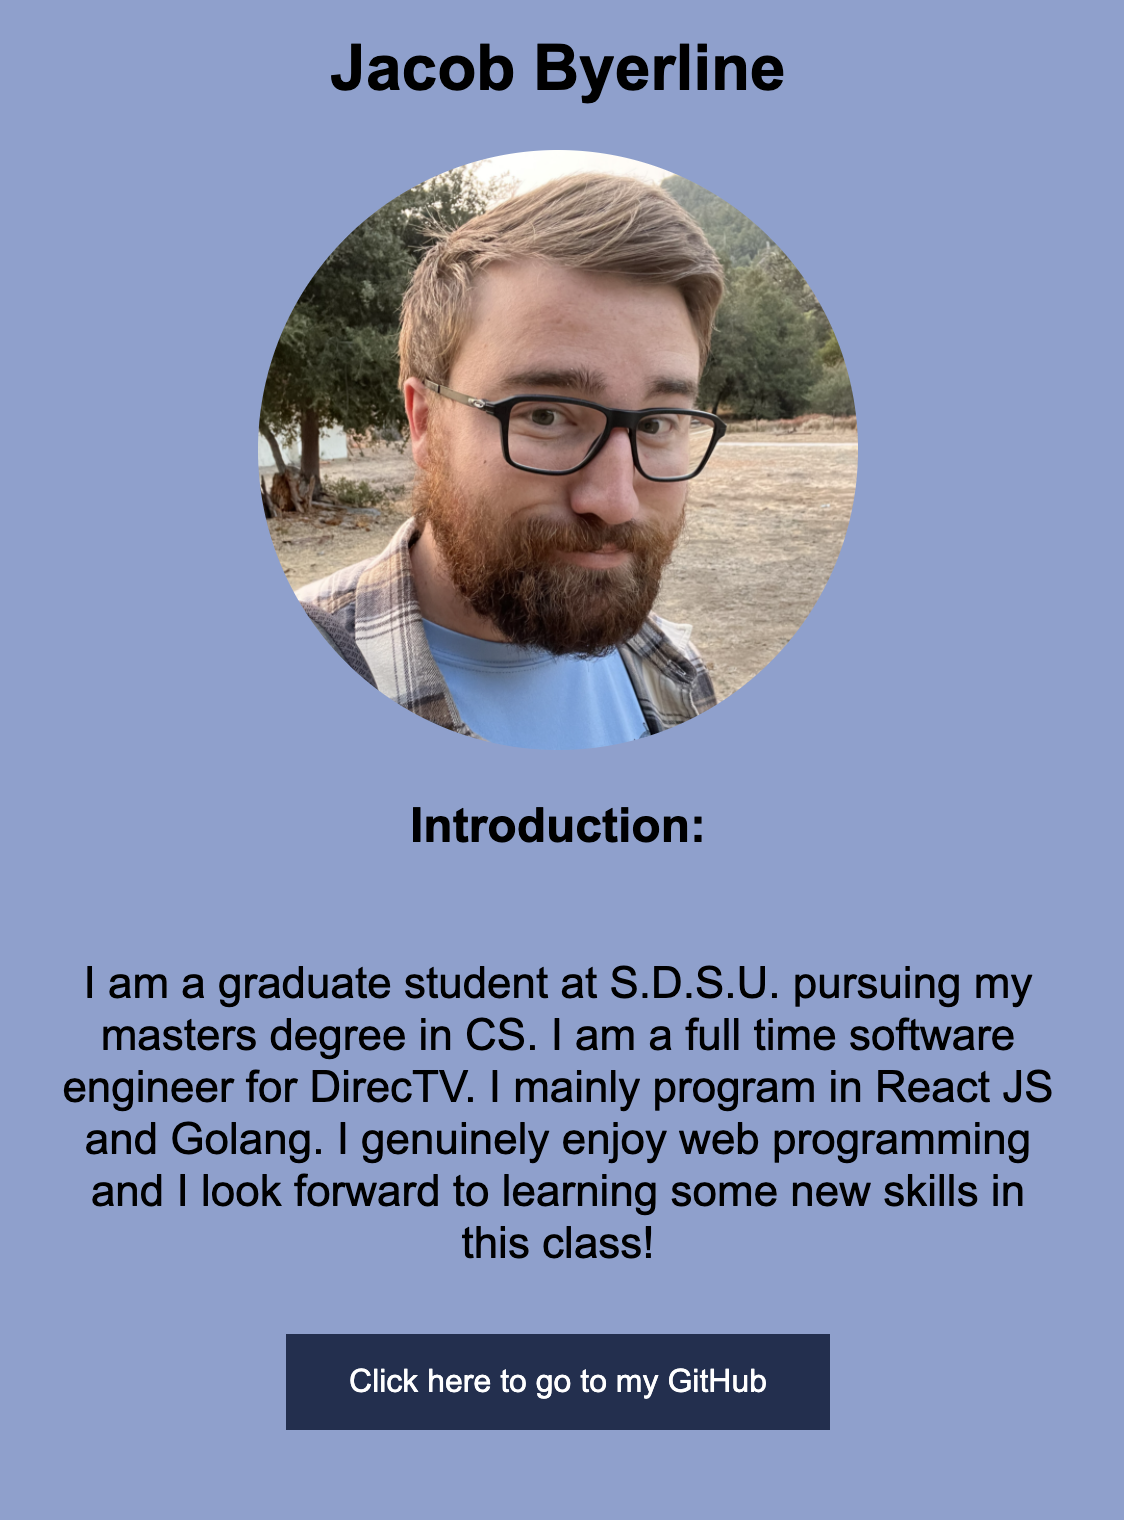 Jacob Byerline
Introduction:
I am a graduate student at S.D.S.U. pursuing my
masters degree in CS. I am a full time software
engineer for DirecTV. I mainly program in React JS
and Golang. I genuinely enjoy web programming
and I look forward to learning some new skills in
this class!
Click here to go to my GitHub